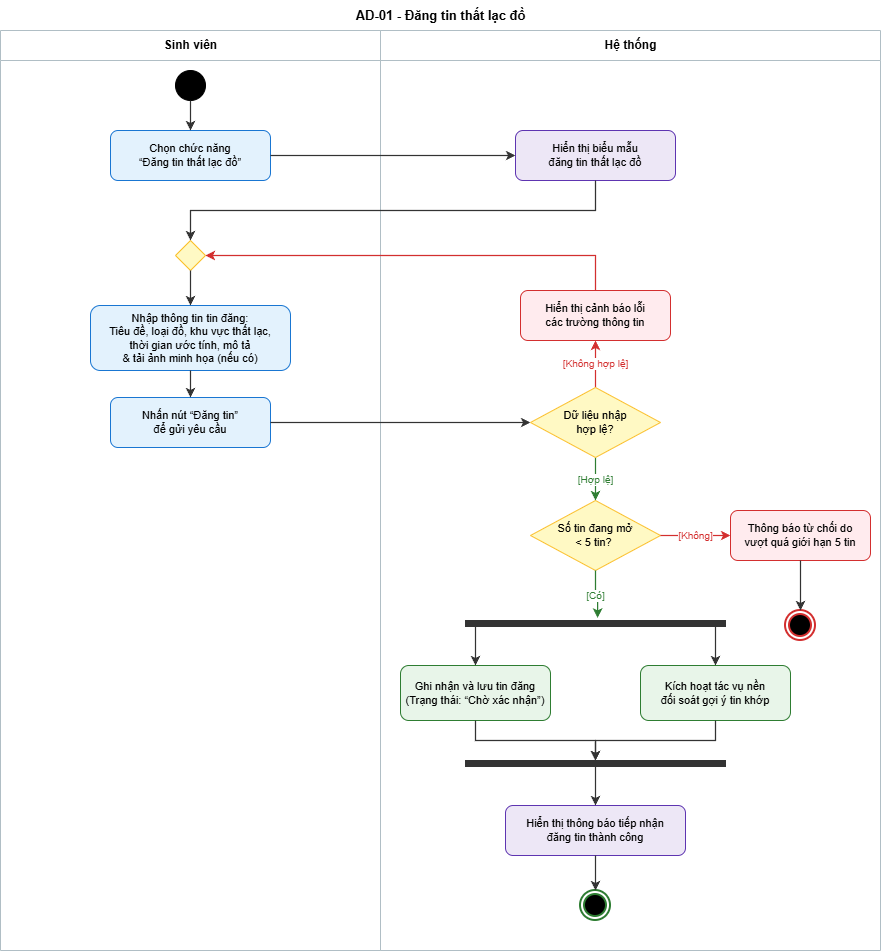 AD-01 - Đăng tin thất lạc đồ
Sinh viên
Hệ thống
Chọn chức năng
“Đăng tin thất lạc đồ”
Hiển thị biểu mẫu
đăng tin thất lạc đồ
Hiển thị cảnh báo lỗi
các trường thông tin
Nhập thông tin tin đăng:
Tiêu đề, loại đồ, khu vực thất lạc,
thời gian ước tính, mô tả
& tải ảnh minh họa (nếu có)
[Không hợp lệ]
Nhấn nút “Đăng tin”
để gửi yêu cầu
Dữ liệu nhập
hợp lệ?
[Hợp lệ]
Số tin đang mở
< 5 tin?
[Không]
Thông báo từ chối do
vượt quá giới hạn 5 tin
[Có]
Ghi nhận và lưu tin đăng
(Trạng thái: “Chờ xác nhận”)
Kích hoạt tác vụ nền
đối soát gợi ý tin khớp
Hiển thị thông báo tiếp nhận
đăng tin thành công